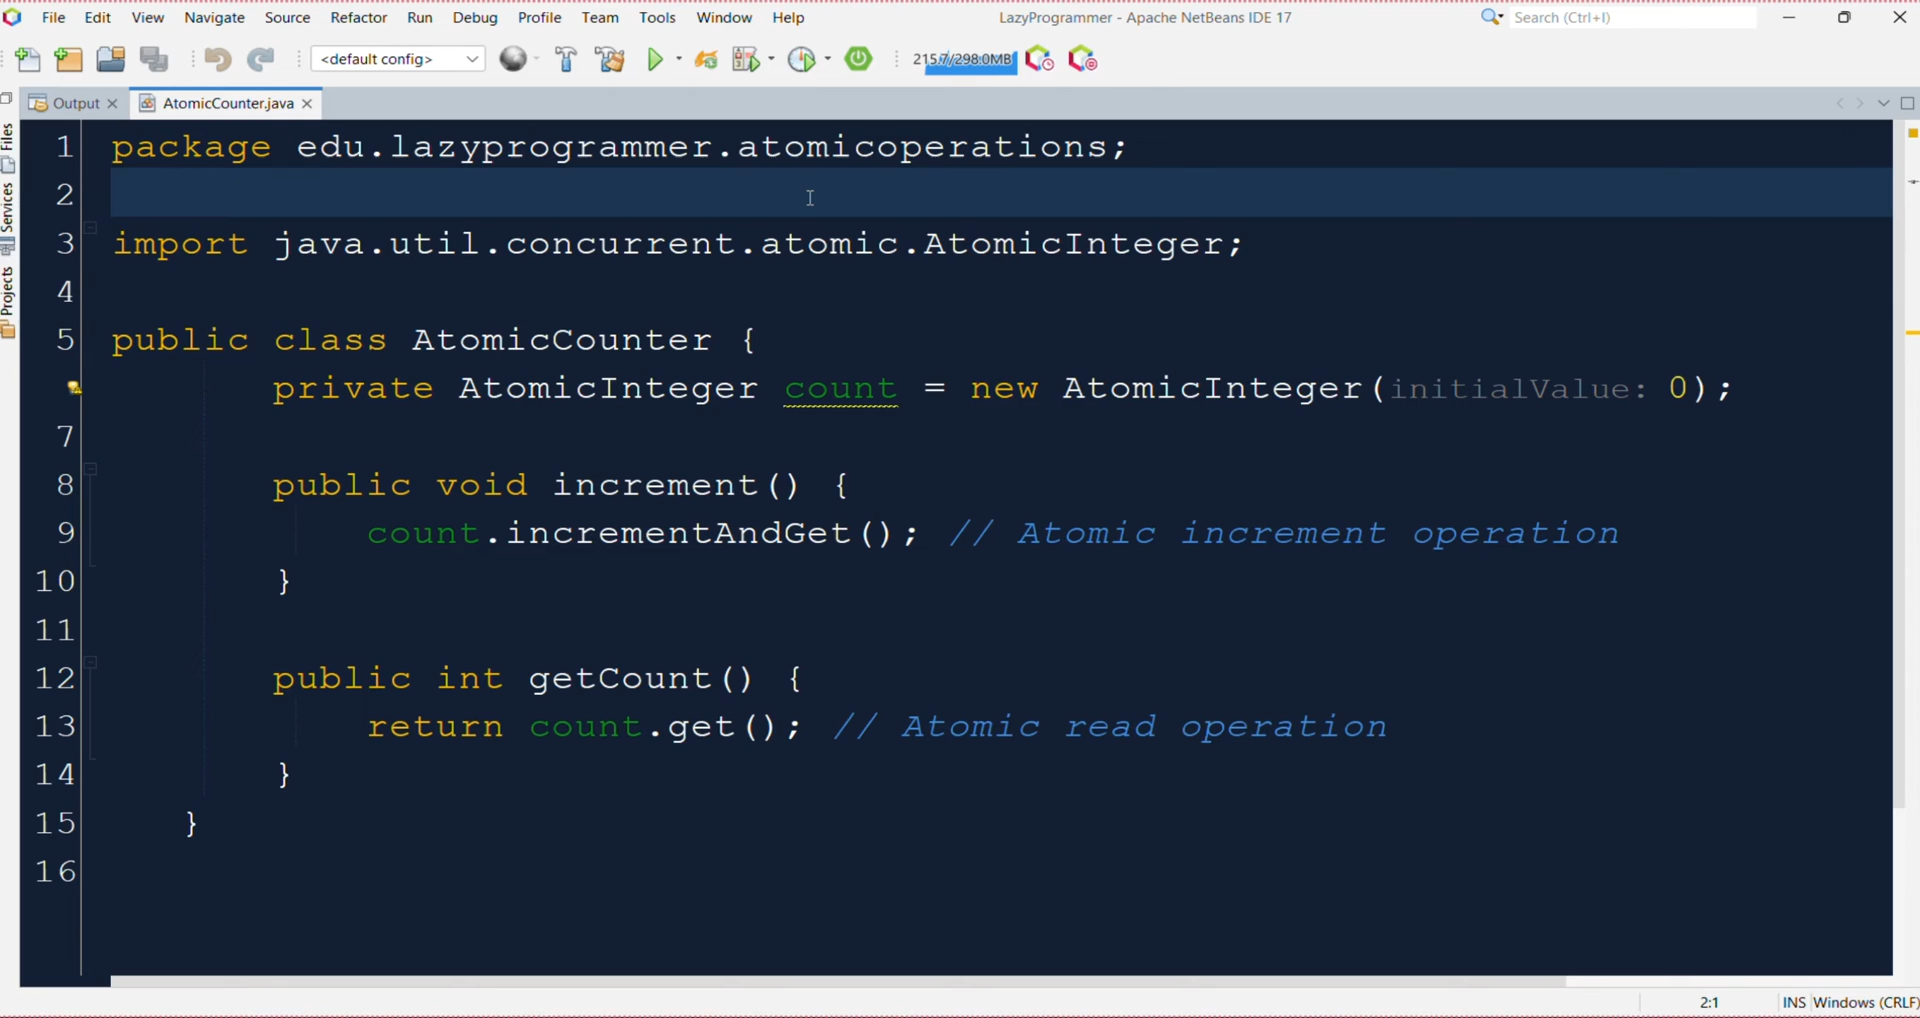 File Edit View Navigate Source Refactor Run Debug Profile Team Tools Window Help LazyProgrammer - Apache NetBeans IDE 17 Search (Ctrl+I)
<default config> 215.7/298.0MB
Output AtomicCounter.java
Files
Services
Projects
1 package edu.lazyprogrammer.atomicoperations;
2
3 import java.util.concurrent.atomic.AtomicInteger;
4
5 public class AtomicCounter {
private AtomicInteger count = new AtomicInteger(initialValue: 0);
7
8 public void increment() {
9 count.incrementAndGet(); // Atomic increment operation
10 }
11
12 public int getCount() {
13 return count.get(); // Atomic read operation
14 }
15 }
16
2:1 INS Windows (CRLF)